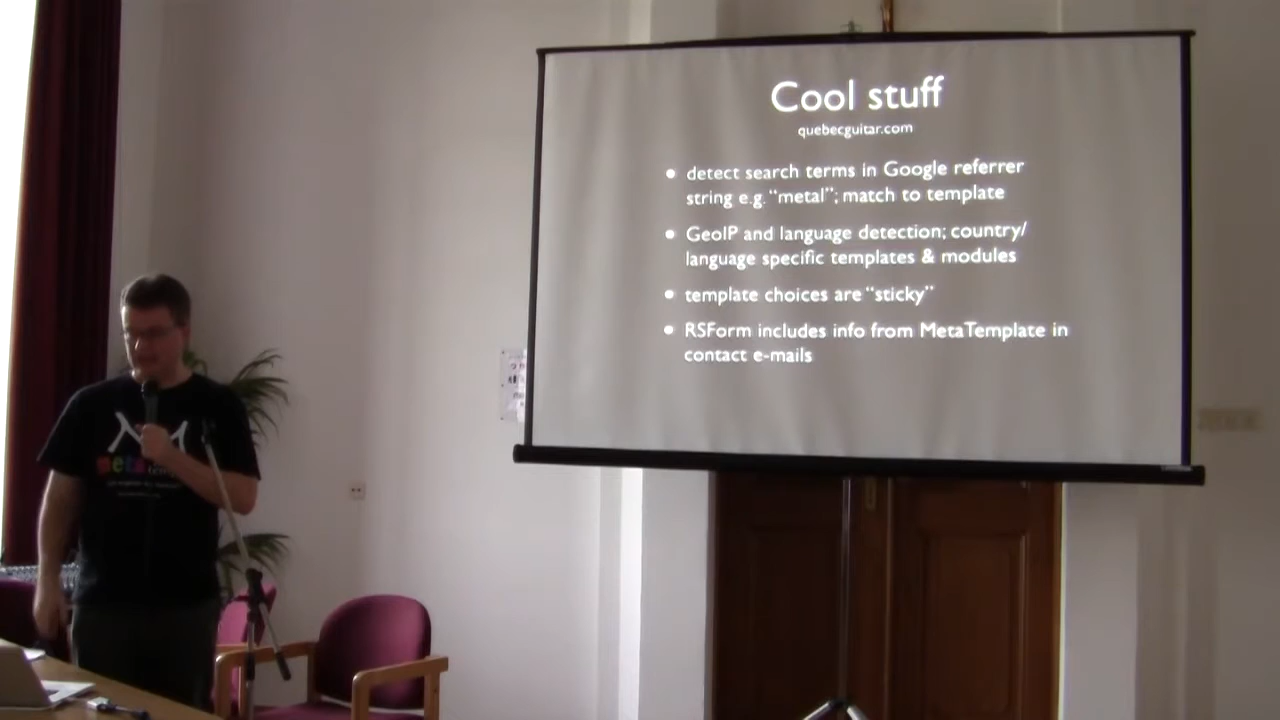 Cool stuff
quebecguitar.com
• detect search terms in Google referrer
string e.g. “metal”; match to template
• GeoIP and language detection; country/
language specific templates & modules
• template choices are “sticky”
• RSForm includes info from MetaTemplate in
contact e-mails
meta